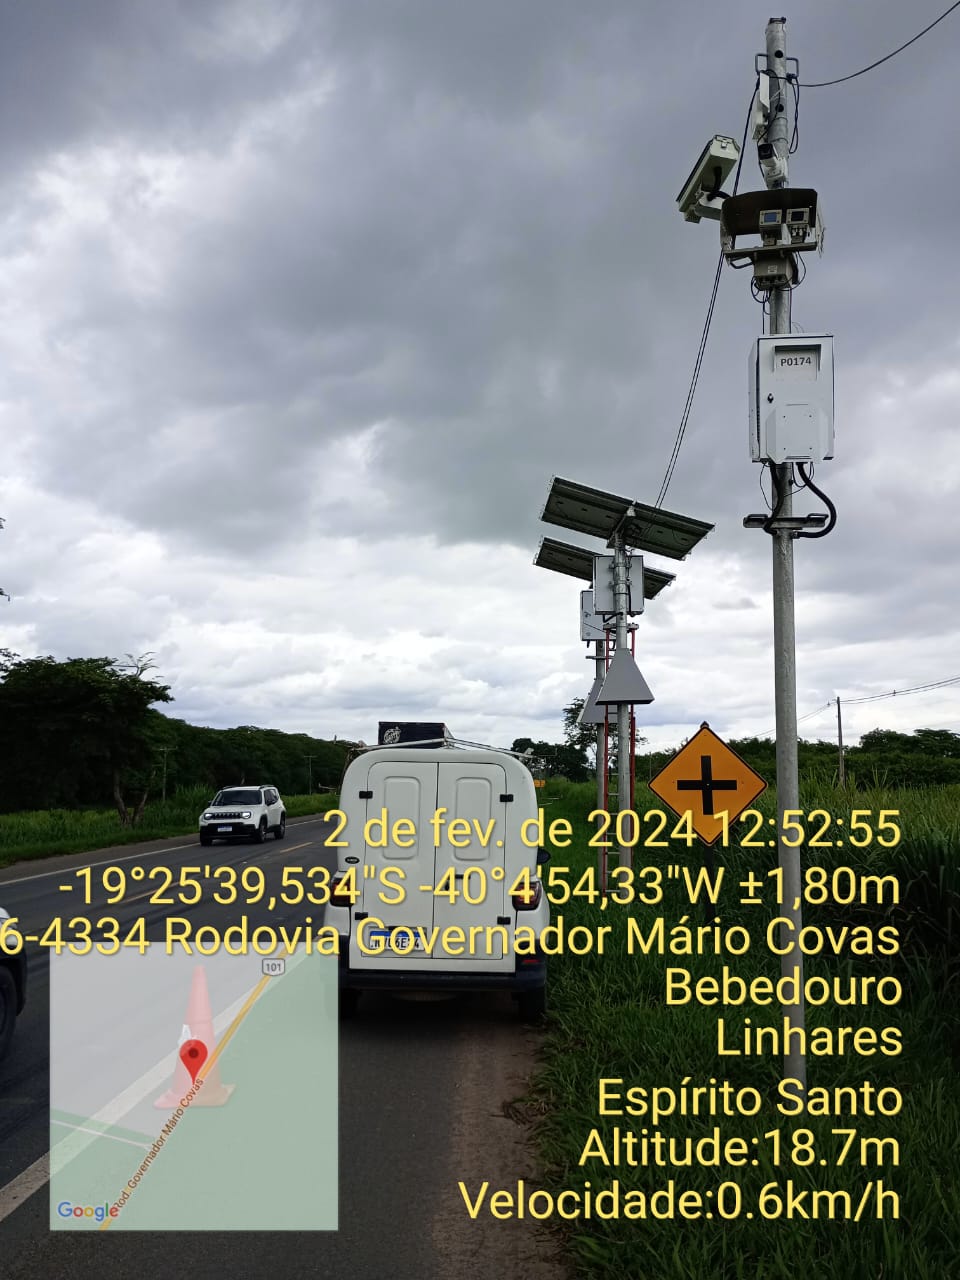 P0174
2 de fev. de 2024 12:52:55
-19°25'39,534"S -40°4'54,33"W ±1,80m
6-4334 Rodovia Governador Mário Covas
Bebedouro
Linhares
Espírito Santo
Altitude:18.7m
Velocidade:0.6km/h
101
Rod. Governador Mário Covas
Google